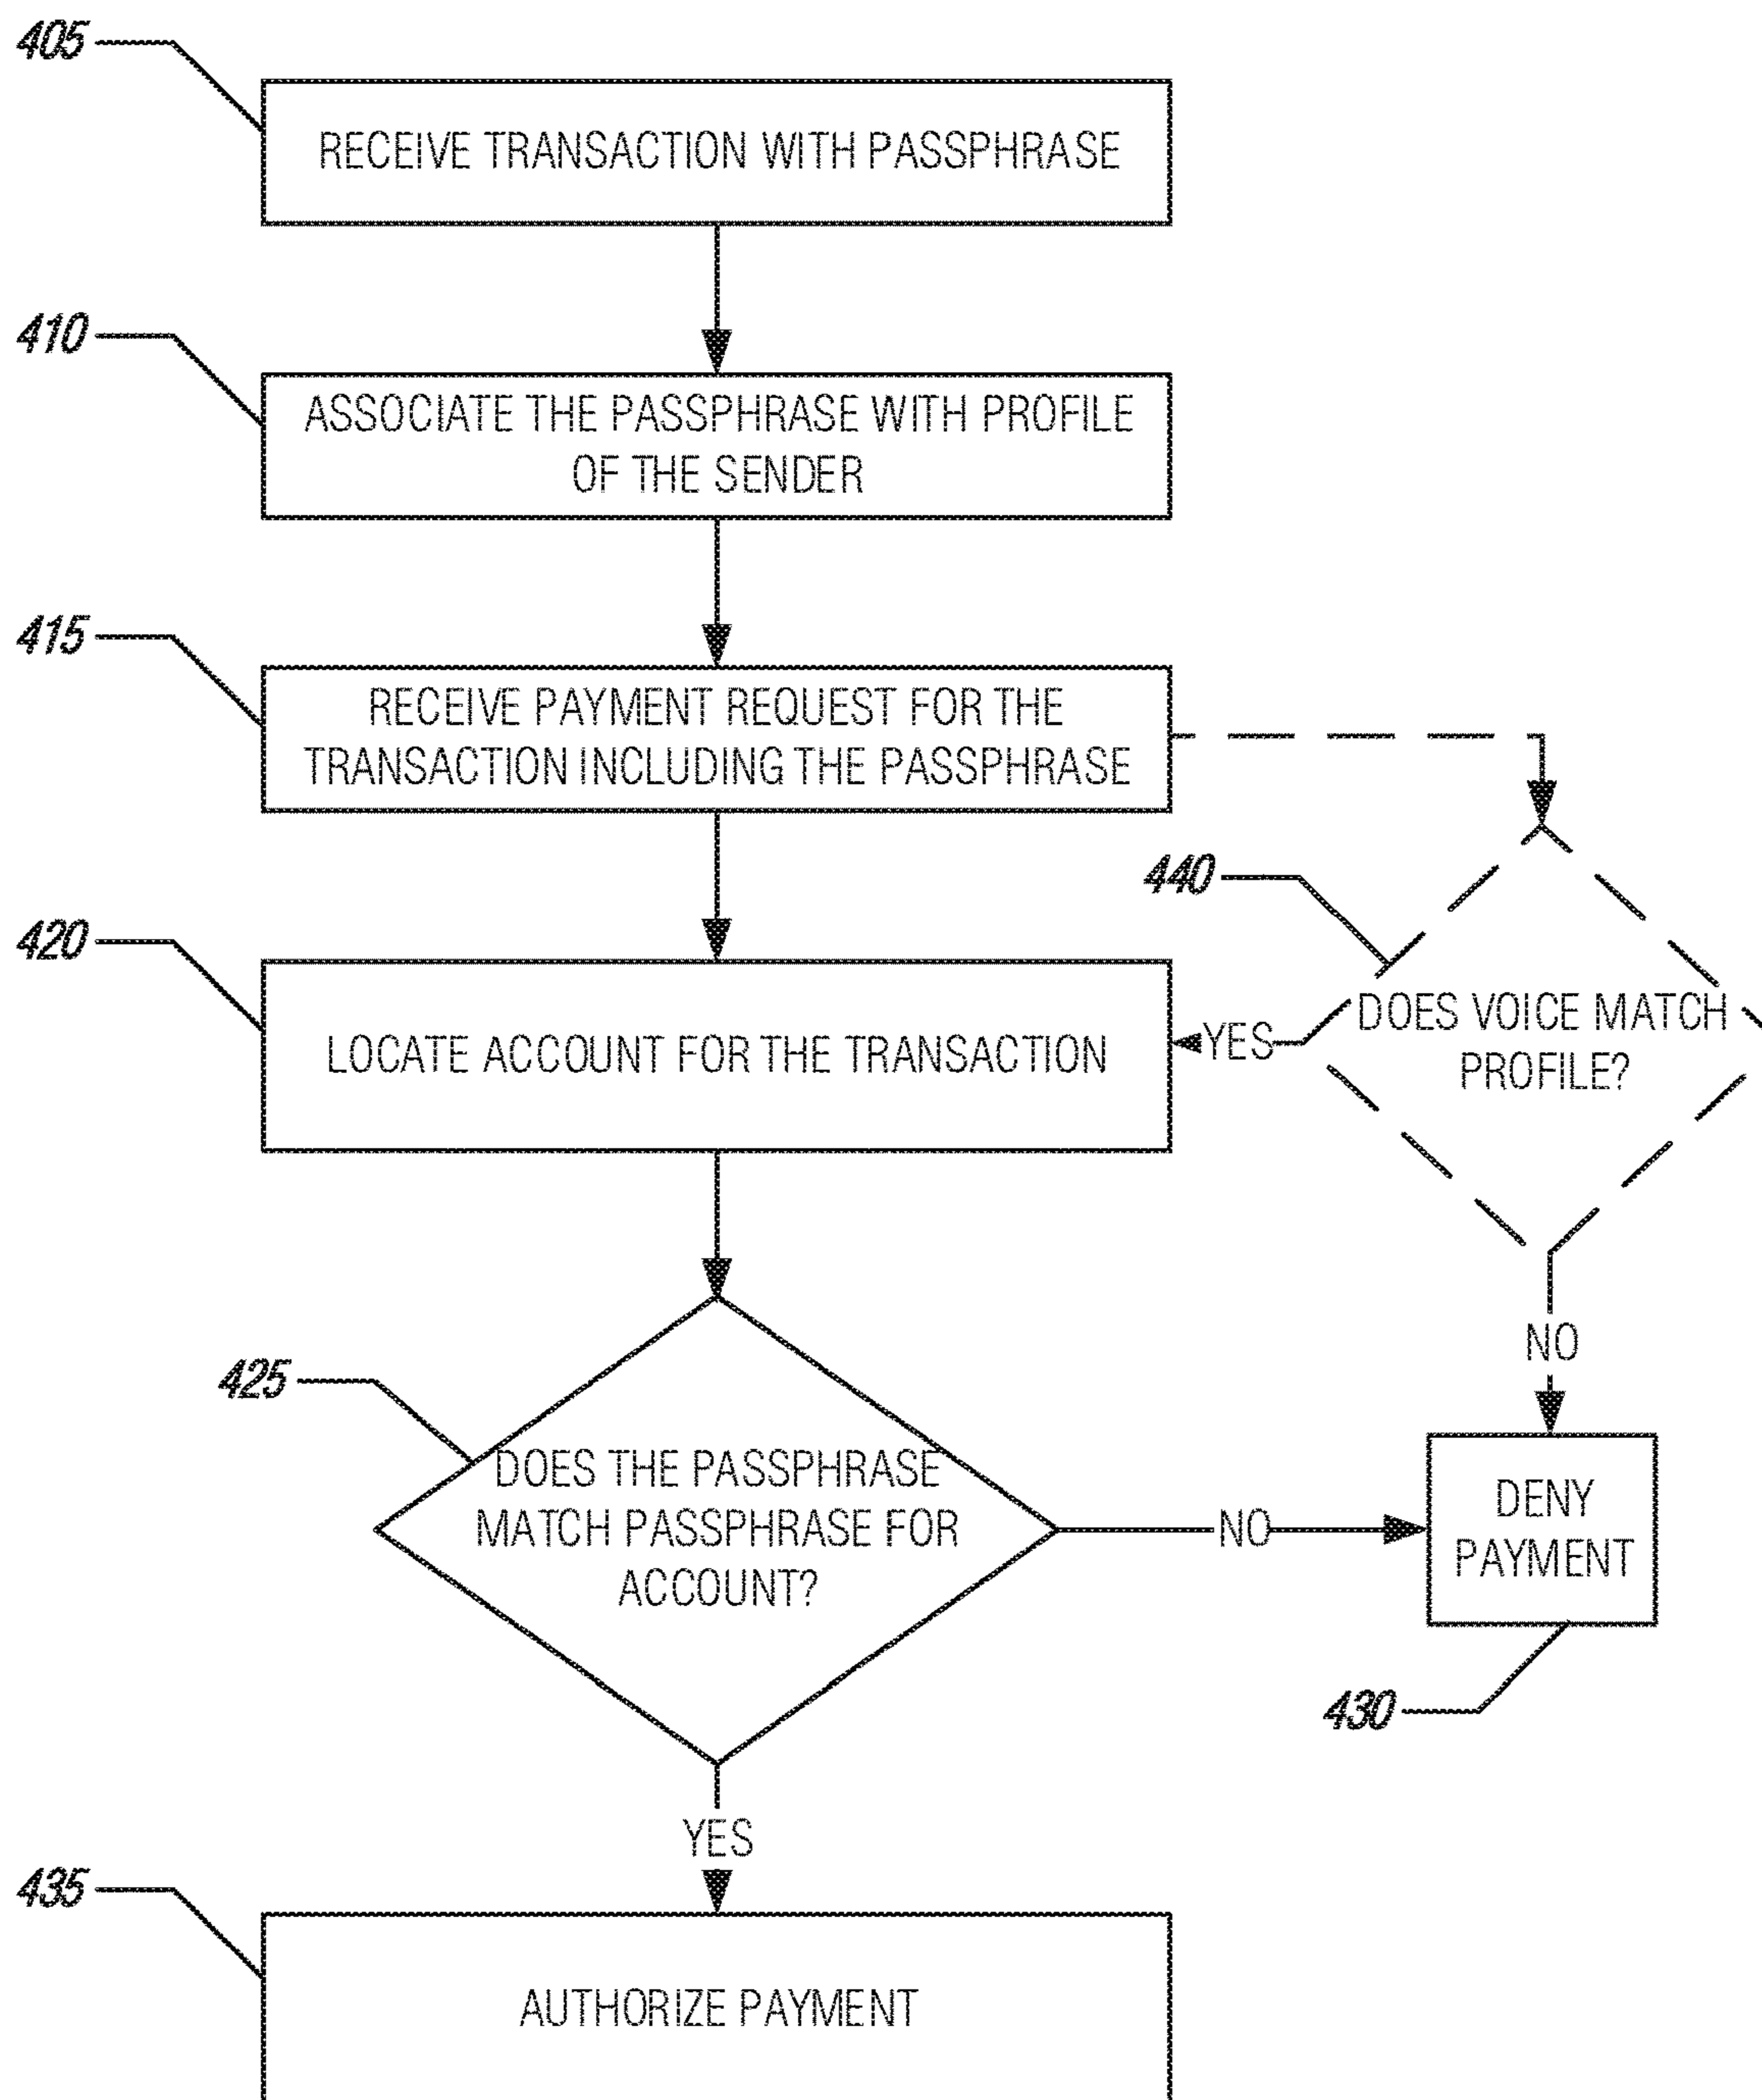 405
RECEIVE TRANSACTION WITH PASSPHRASE
410
ASSOCIATE THE PASSPHRASE WITH PROFILE
OF THE SENDER
415
RECEIVE PAYMENT REQUEST FOR THE
TRANSACTION INCLUDING THE PASSPHRASE
440
420
LOCATE ACCOUNT FOR THE TRANSACTION
YES
DOES VOICE MATCH
PROFILE?
NO
425
DOES THE PASSPHRASE
MATCH PASSPHRASE FOR
ACCOUNT?
NO
DENY
PAYMENT
430
YES
435
AUTHORIZE PAYMENT